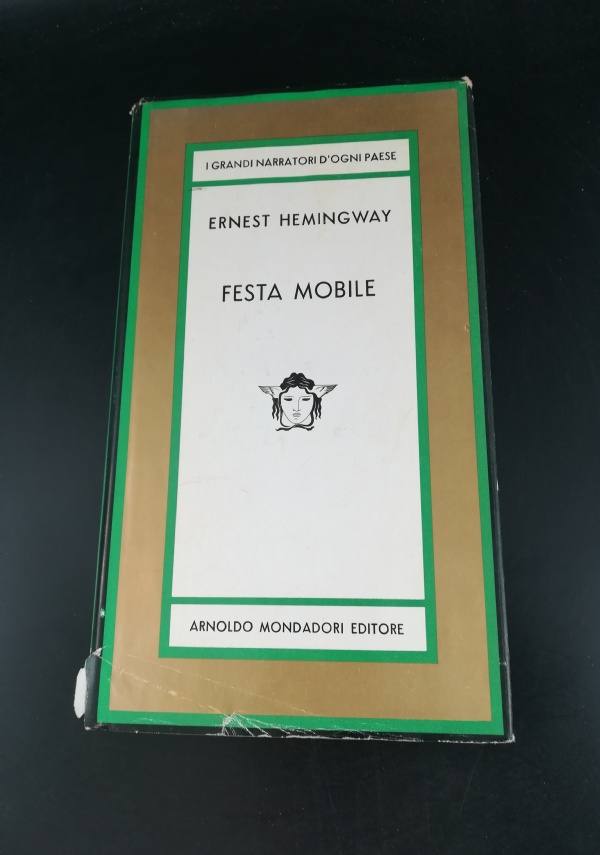 I GRANDI NARRATORI D'OGNI PAESE
ERNEST HEMINGWAY
FESTA MOBILE
ARNOLDO MONDADORI EDITORE